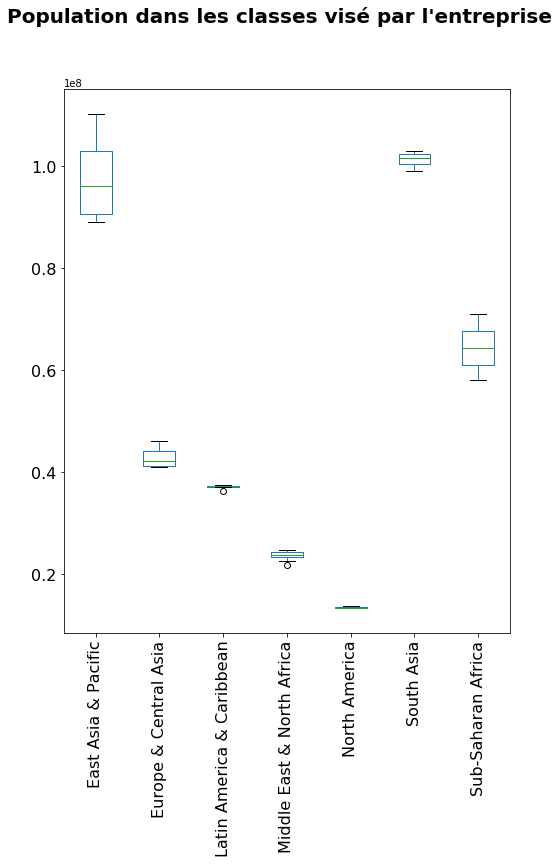 Population dans les classes visé par l'entreprise
1e8
1.0
0.8
0.6
0.4
0.2
East Asia & Pacific
Europe & Central Asia
Latin America & Caribbean
Middle East & North Africa
North America
South Asia
Sub-Saharan Africa